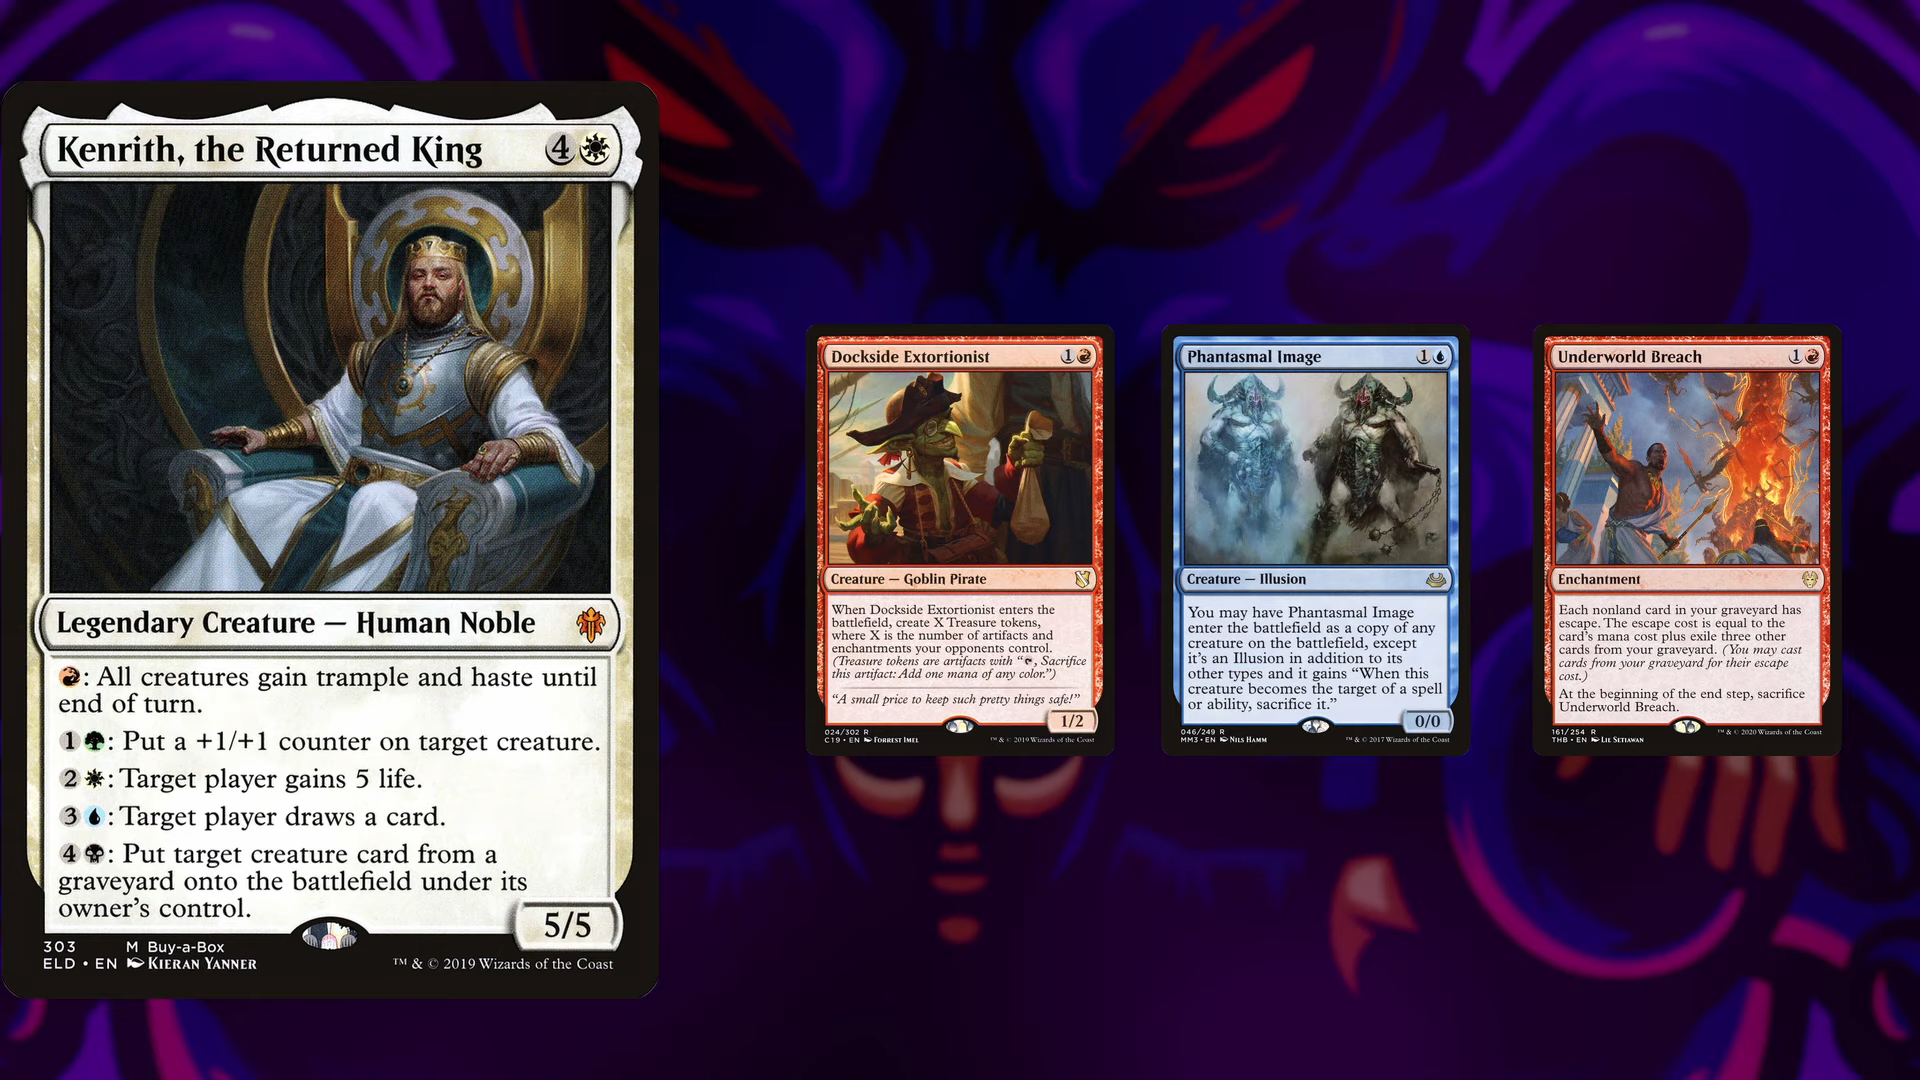 Kenrith, the Returned King 4
Legendary Creature — Human Noble
: All creatures gain trample and haste until
end of turn.
1 : Put a +1/+1 counter on target creature.
2 : Target player gains 5 life.
3 : Target player draws a card.
4 : Put target creature card from a
graveyard onto the battlefield under its
owner's control.
5/5
303 M Buy-a-Box
ELD • EN KIERAN YANNER ™ & © 2019 Wizards of the Coast
Dockside Extortionist 1
Creature — Goblin Pirate
When Dockside Extortionist enters the
battlefield, create X Treasure tokens,
where X is the number of artifacts and
enchantments your opponents control.
(Treasure tokens are artifacts with “ , Sacrifice
this artifact: Add one mana of any color.”)
“A small price to keep such pretty things safe!”
1/2
024/302 R
C19 • EN FORREST IMEL ™ & © 2019 Wizards of the Coast
Phantasmal Image 1
Creature — Illusion
You may have Phantasmal Image
enter the battlefield as a copy of any
creature on the battlefield, except
it's an Illusion in addition to its
other types and it gains “When this
creature becomes the target of a spell
or ability, sacrifice it.”
0/0
046/249 R
MM3 • EN NILS HAMM ™ & © 2017 Wizards of the Coast
Underworld Breach 1
Enchantment
Each nonland card in your graveyard has
escape. The escape cost is equal to the
card's mana cost plus exile three other
cards from your graveyard. (You may cast
cards from your graveyard for their escape
cost.)
At the beginning of the end step, sacrifice
Underworld Breach.
161/254 R
THB • EN LIE SETIAWAN ™ & © 2020 Wizards of the Coast